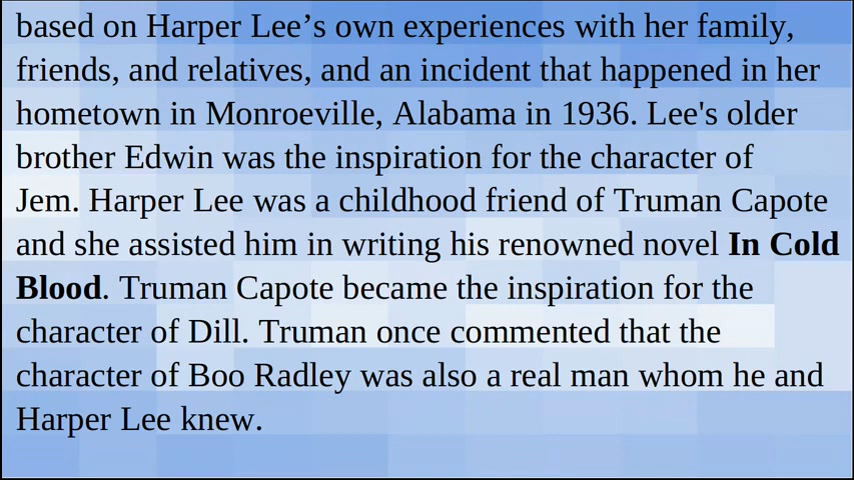 based on Harper Lee’s own experiences with her family,
friends, and relatives, and an incident that happened in her
hometown in Monroeville, Alabama in 1936. Lee's older
brother Edwin was the inspiration for the character of
Jem. Harper Lee was a childhood friend of Truman Capote
and she assisted him in writing his renowned novel In Cold
Blood. Truman Capote became the inspiration for the
character of Dill. Truman once commented that the
character of Boo Radley was also a real man whom he and
Harper Lee knew.